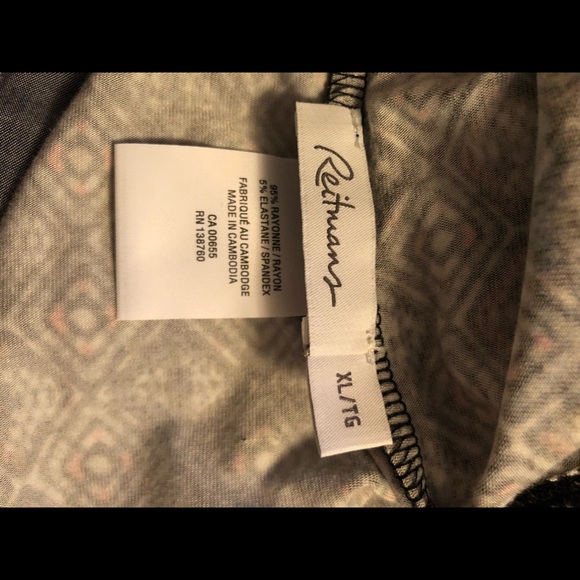 Reitmans
XL/TG
95% RAYONNE / RAYON
5% ELASTANE / SPANDEX
FABRIQUÉ AU CAMBODGE
MADE IN CAMBODIA
CA 00655
RN 138760